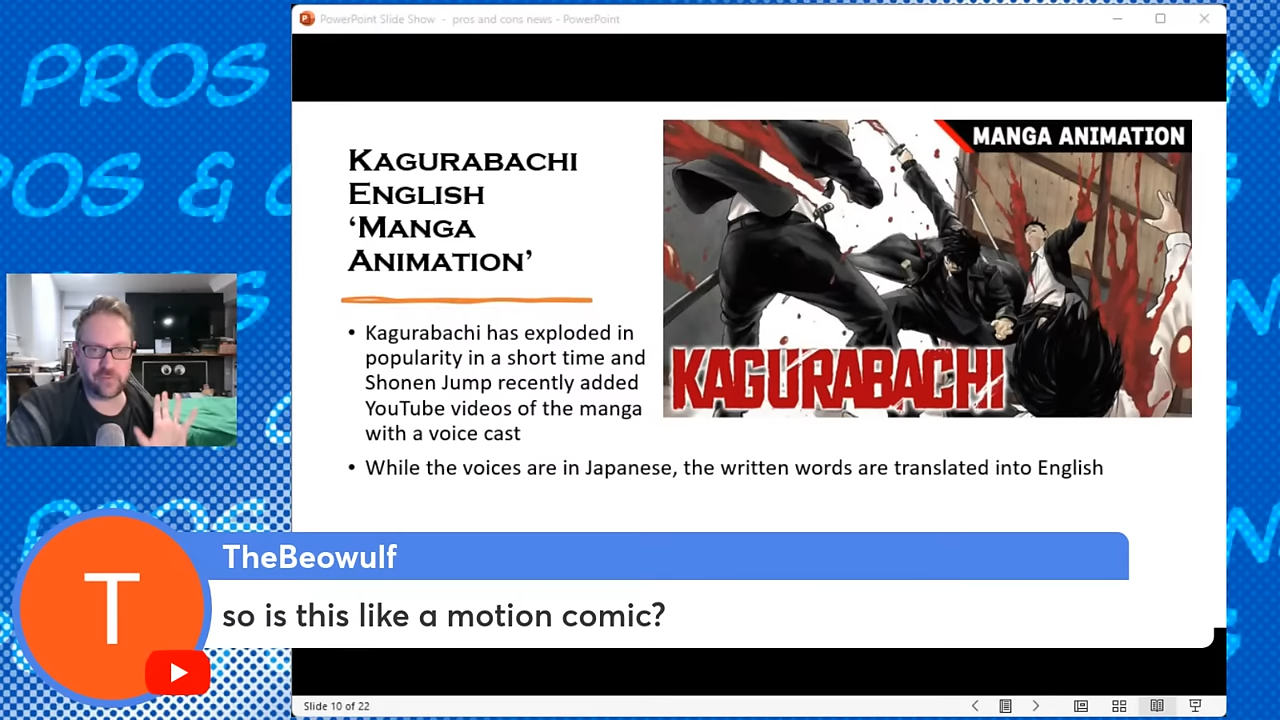 PowerPoint Slide Show - pros and cons news - PowerPoint
PROS
PROS &
KAGURABACHI
ENGLISH
‘MANGA
ANIMATION’
MANGA ANIMATION
KAGURABACHI
• Kagurabachi has exploded in
popularity in a short time and
Shonen Jump recently added
YouTube videos of the manga
with a voice cast
• While the voices are in Japanese, the written words are translated into English
T
TheBeowulf
so is this like a motion comic?
Slide 10 of 22